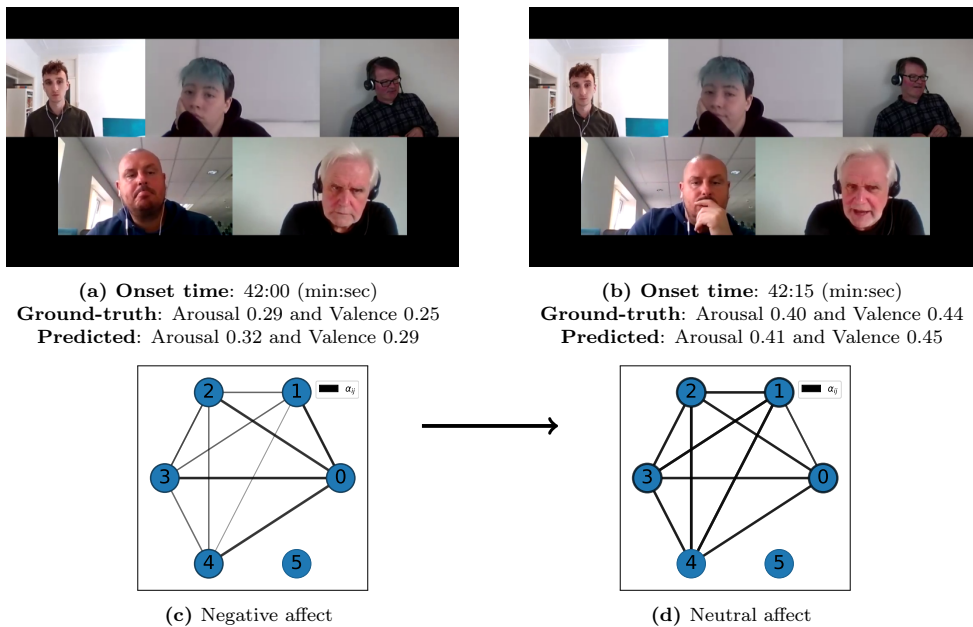 (a) Onset time: 42:00 (min:sec)
Ground-truth: Arousal 0.29 and Valence 0.25
Predicted: Arousal 0.32 and Valence 0.29
(b) Onset time: 42:15 (min:sec)
Ground-truth: Arousal 0.40 and Valence 0.44
Predicted: Arousal 0.41 and Valence 0.45
2
1
αij
3
0
4
5
(c) Negative affect
2
1
αij
3
0
4
5
(d) Neutral affect